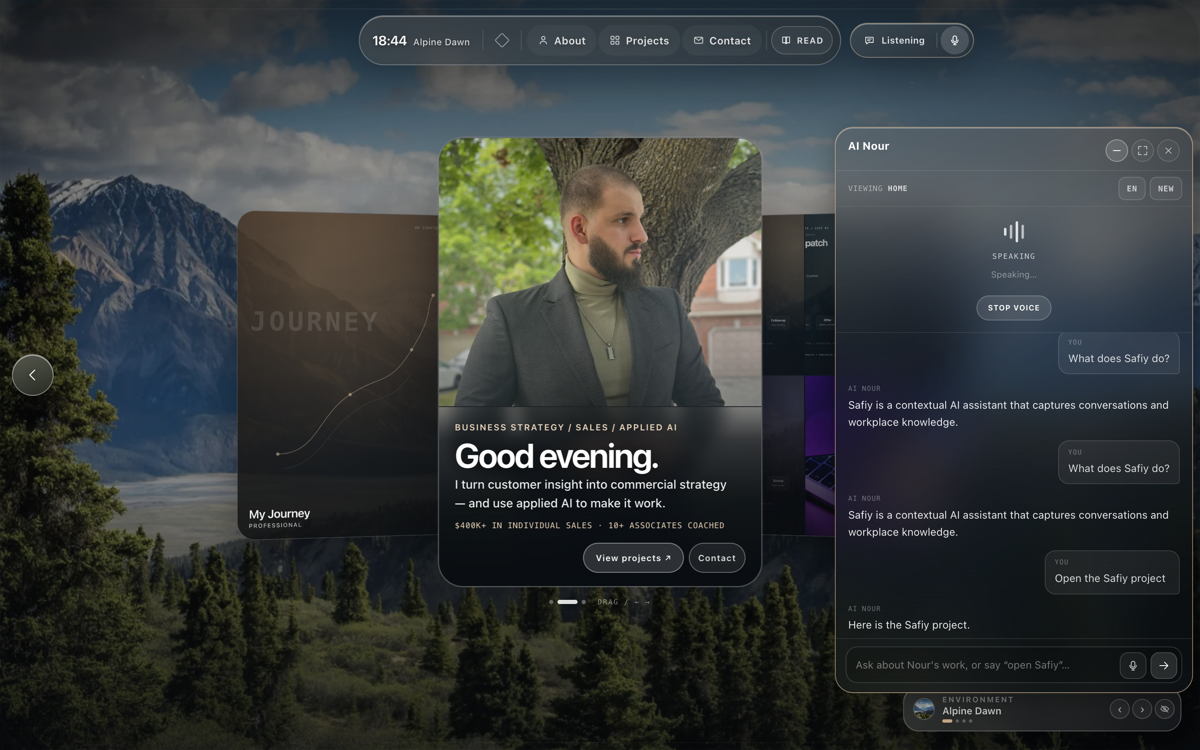 18:44 Alpine Dawn
About
Projects
Contact
READ
Listening
JOURNEY
My Journey
PROFESSIONAL
BUSINESS STRATEGY / SALES / APPLIED AI
Good evening.
I turn customer insight into commercial strategy
— and use applied AI to make it work.
$400K+ IN INDIVIDUAL SALES · 10+ ASSOCIATES COACHED
View projects ↗
Contact
DRAG / ← →
patch
AI Nour
VIEWING HOME
EN
NEW
SPEAKING
Speaking...
STOP VOICE
YOU
What does Safiy do?
AI NOUR
Safiy is a contextual AI assistant that captures conversations and
workplace knowledge.
YOU
What does Safiy do?
AI NOUR
Safiy is a contextual AI assistant that captures conversations and
workplace knowledge.
YOU
Open the Safiy project
AI NOUR
Here is the Safiy project.
Ask about Nour's work, or say “open Safiy”...
ENVIRONMENT
Alpine Dawn